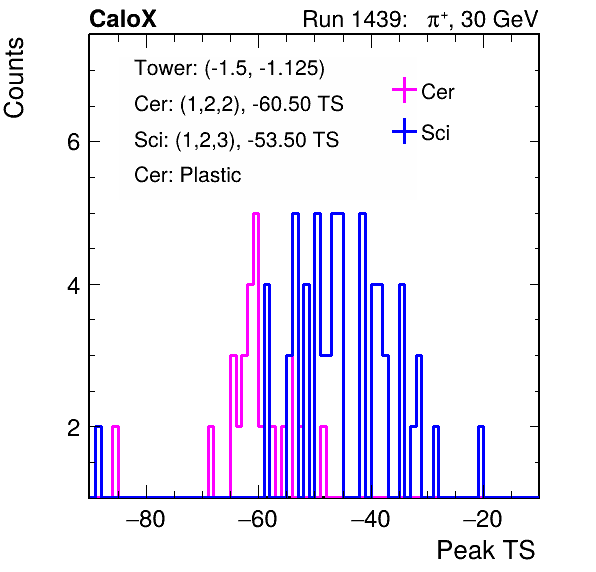 CaloX Run 1439: π⁺, 30 GeV
Counts
Tower: (-1.5, -1.125)
Cer: (1,2,2), -60.50 TS
Sci: (1,2,3), -53.50 TS
Cer: Plastic
Cer
Sci
6
4
2
−80 −60 −40 −20
Peak TS